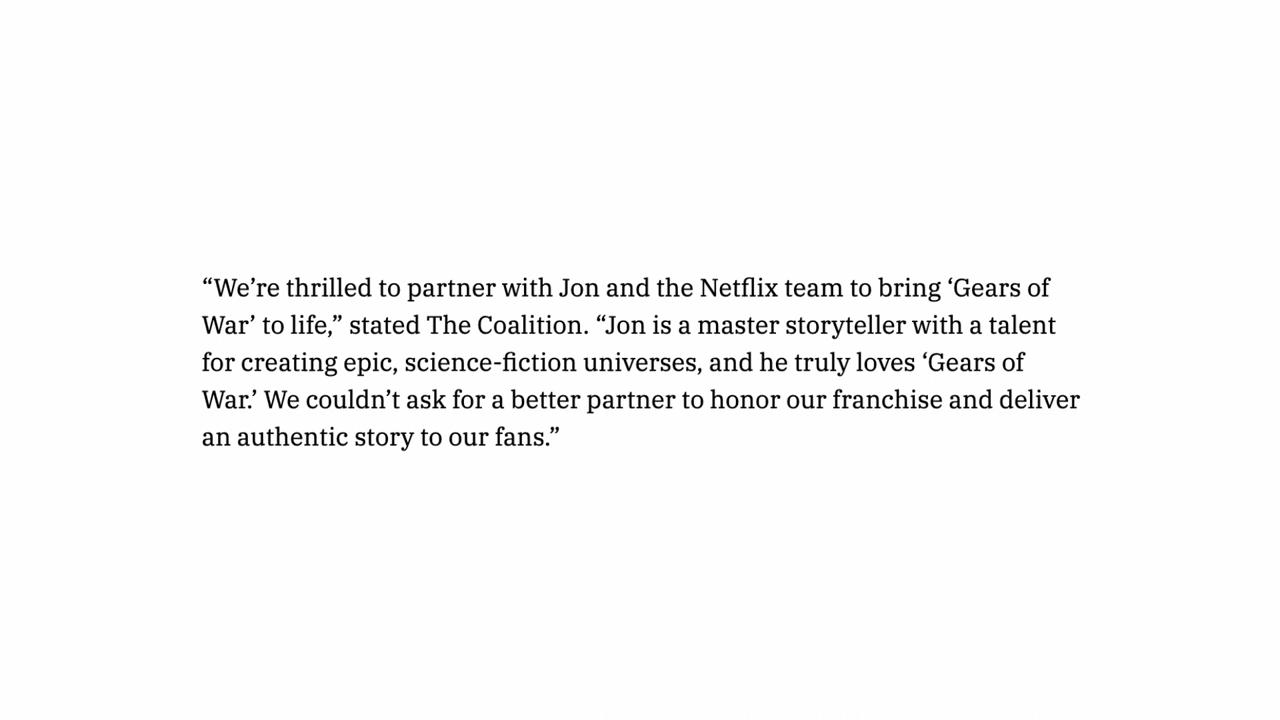 “We’re thrilled to partner with Jon and the Netflix team to bring ‘Gears of
War’ to life,” stated The Coalition. “Jon is a master storyteller with a talent
for creating epic, science-fiction universes, and he truly loves ‘Gears of
War.’ We couldn’t ask for a better partner to honor our franchise and deliver
an authentic story to our fans.”